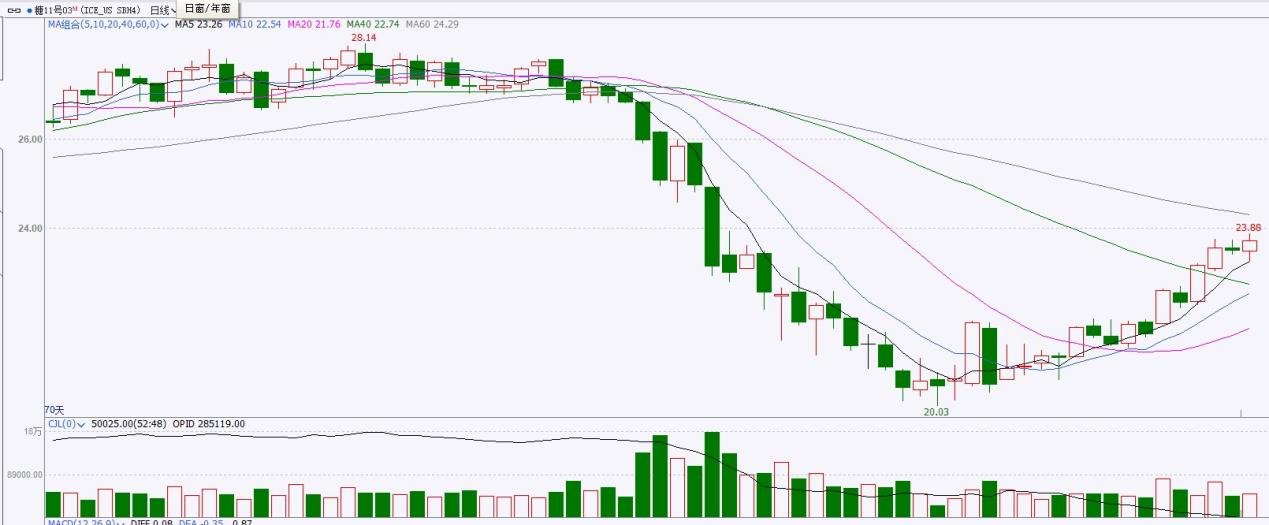 糖11号03ᴹ(ICE_US SBH4) 日线
日窗/年窗
MA组合(5,10,20,40,60,0) MA5 23.26 MA10 22.54 MA20 21.76 MA40 22.74 MA60 24.29
28.14
26.00
24.00
23.88
20.03
70天
CJL(0) 50025.00(52:48) OPID 285119.00
18万
89000.00
MACD(12,26,9) DIFF 0.08 DEA -0.35 0.87